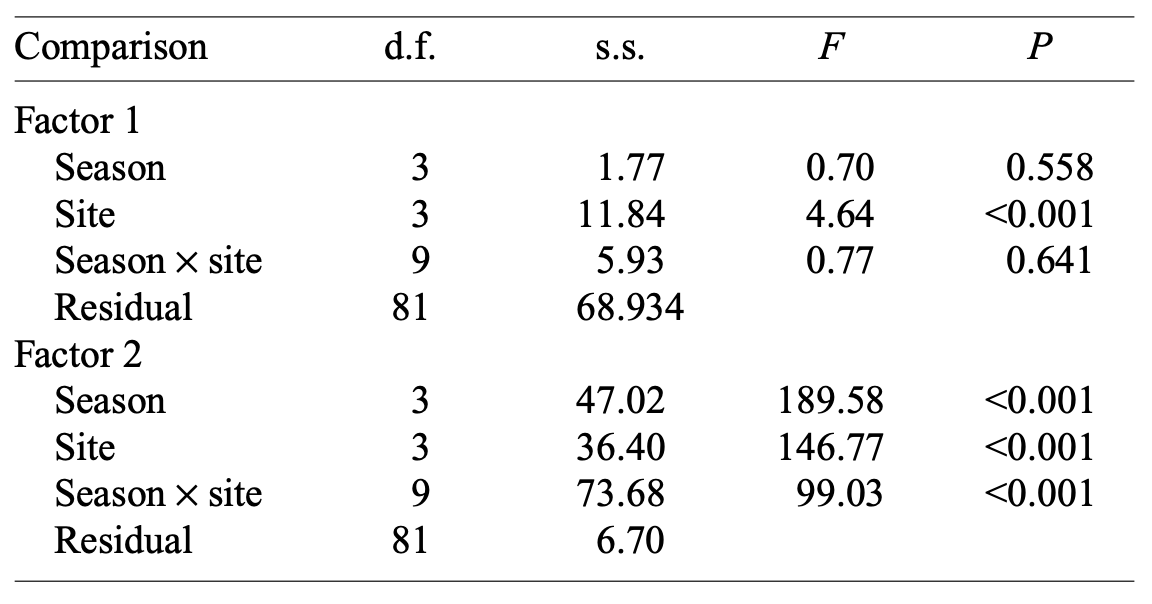 Comparison d.f. s.s. F P
Factor 1
Season 3 1.77 0.70 0.558
Site 3 11.84 4.64 <0.001
Season × site 9 5.93 0.77 0.641
Residual 81 68.934
Factor 2
Season 3 47.02 189.58 <0.001
Site 3 36.40 146.77 <0.001
Season × site 9 73.68 99.03 <0.001
Residual 81 6.70